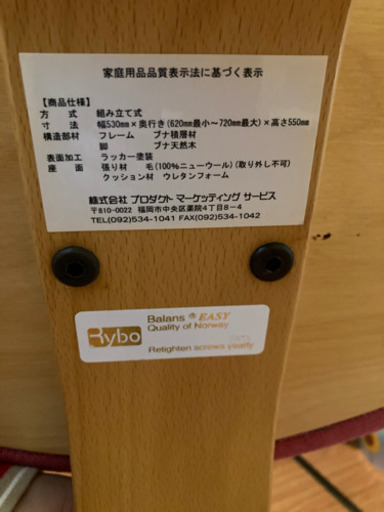 家庭用品品質表示法に基づく表示
【商品仕様】
方 式 組み立て式
寸 法 幅530mm×奥行き(620mm最小~720mm最大)×高さ550mm
構造部材 フレーム ブナ積層材
脚 ブナ天然木
表面加工 ラッカー塗装
座 面 張り材 毛(100%ニューウール)(取り外し不可)
クッション材 ウレタンフォーム
株式会社 プロダクト マーケッティング サービス
〒810-0022 福岡市中央区薬院4丁目8-4
TEL(092)534-1041 FAX(092)534-1042
Rybo
Balans ® EASY
Quality of Norway
Retighten screws yearly